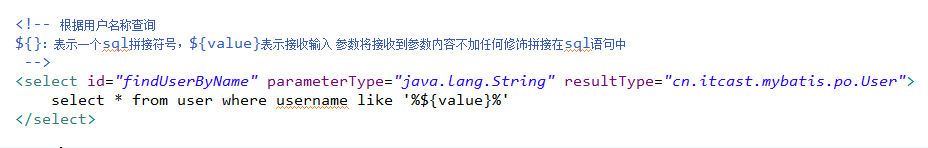 <!-- 根据用户名称查询
${}：表示一个sql拼接符号，${value}表示接收输入 参数将接收到参数内容不加任何修饰拼接在sql语句中
-->
<select id="findUserByName" parameterType="java.lang.String" resultType="cn.itcast.mybatis.po.User">
select * from user where username like '%${value}%'
</select>